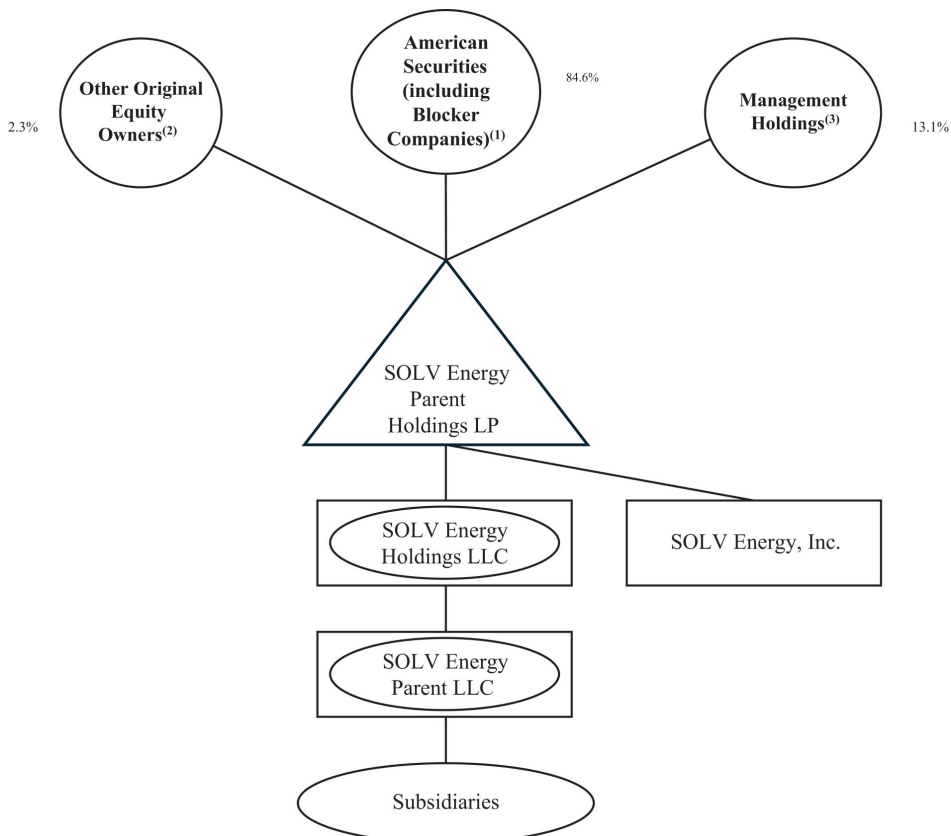 American
Securities
(including
Blocker
Companies)(1)
84.6%
Other Original
Equity
Owners(2)
2.3%
Management
Holdings(3)
13.1%
SOLV Energy
Parent
Holdings LP
SOLV Energy
Holdings LLC
SOLV Energy, Inc.
SOLV Energy
Parent LLC
Subsidiaries